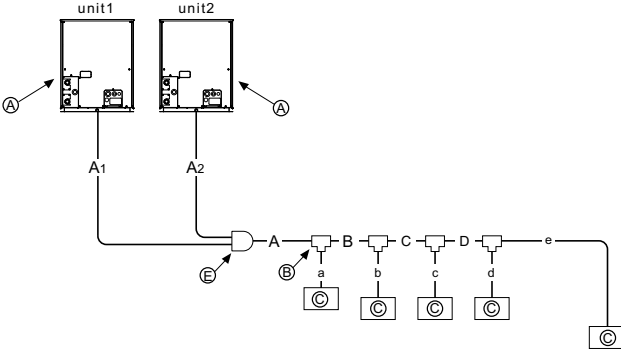 unit1 unit2
Ⓐ Ⓐ
A1 A2
A B C D e
Ⓔ Ⓑ a b c d
Ⓒ Ⓒ Ⓒ Ⓒ
Ⓒ